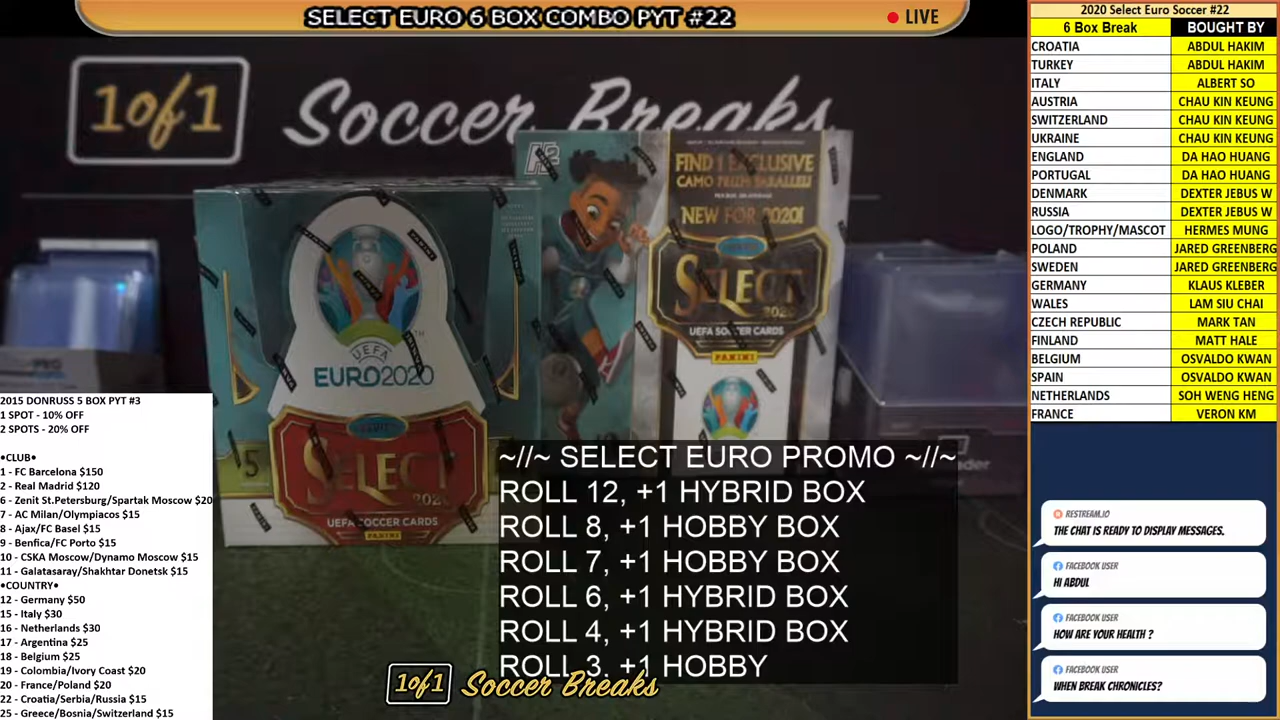 SELECT EURO 6 BOX COMBO PYT #22
LIVE
1of1
Soccer Breaks
FIND 1 EXCLUSIVE
CAMO PRIZM PARALLEL!
NEW FOR 2020!
SELECT
2020
UEFA SOCCER CARDS
PANINI
UEFA
EURO2020
SELECT
2020
UEFA SOCCER CARDS
PANINI
2015 DONRUSS 5 BOX PYT #3
1 SPOT - 10% OFF
2 SPOTS - 20% OFF
•CLUB•
1 - FC Barcelona $150
2 - Real Madrid $120
6 - Zenit St.Petersburg/Spartak Moscow $20
7 - AC Milan/Olympiacos $15
8 - Ajax/FC Basel $15
9 - Benfica/FC Porto $15
10 - CSKA Moscow/Dynamo Moscow $15
11 - Galatasaray/Shakhtar Donetsk $15
•COUNTRY•
12 - Germany $50
15 - Italy $30
16 - Netherlands $30
17 - Argentina $25
18 - Belgium $25
19 - Colombia/Ivory Coast $20
20 - France/Poland $20
22 - Croatia/Serbia/Russia $15
25 - Greece/Bosnia/Switzerland $15
~//~ SELECT EURO PROMO ~//~
ROLL 12, +1 HYBRID BOX
ROLL 8, +1 HOBBY BOX
ROLL 7, +1 HOBBY BOX
ROLL 6, +1 HYBRID BOX
ROLL 4, +1 HYBRID BOX
ROLL 3, +1 HOBBY
1of1 Soccer Breaks
2020 Select Euro Soccer #22
6 Box Break BOUGHT BY
CROATIA ABDUL HAKIM
TURKEY ABDUL HAKIM
ITALY ALBERT SO
AUSTRIA CHAU KIN KEUNG
SWITZERLAND CHAU KIN KEUNG
UKRAINE CHAU KIN KEUNG
ENGLAND DA HAO HUANG
PORTUGAL DA HAO HUANG
DENMARK DEXTER JEBUS W
RUSSIA DEXTER JEBUS W
LOGO/TROPHY/MASCOT HERMES MUNG
POLAND JARED GREENBERG
SWEDEN JARED GREENBERG
GERMANY KLAUS KLEBER
WALES LAM SIU CHAI
CZECH REPUBLIC MARK TAN
FINLAND MATT HALE
BELGIUM OSVALDO KWAN
SPAIN OSVALDO KWAN
NETHERLANDS SOH WENG HENG
FRANCE VERON KM
RESTREAM.IO
THE CHAT IS READY TO DISPLAY MESSAGES.
FACEBOOK USER
HI ABDUL
FACEBOOK USER
HOW ARE YOUR HEALTH ?
FACEBOOK USER
WHEN BREAK CHRONICLES?